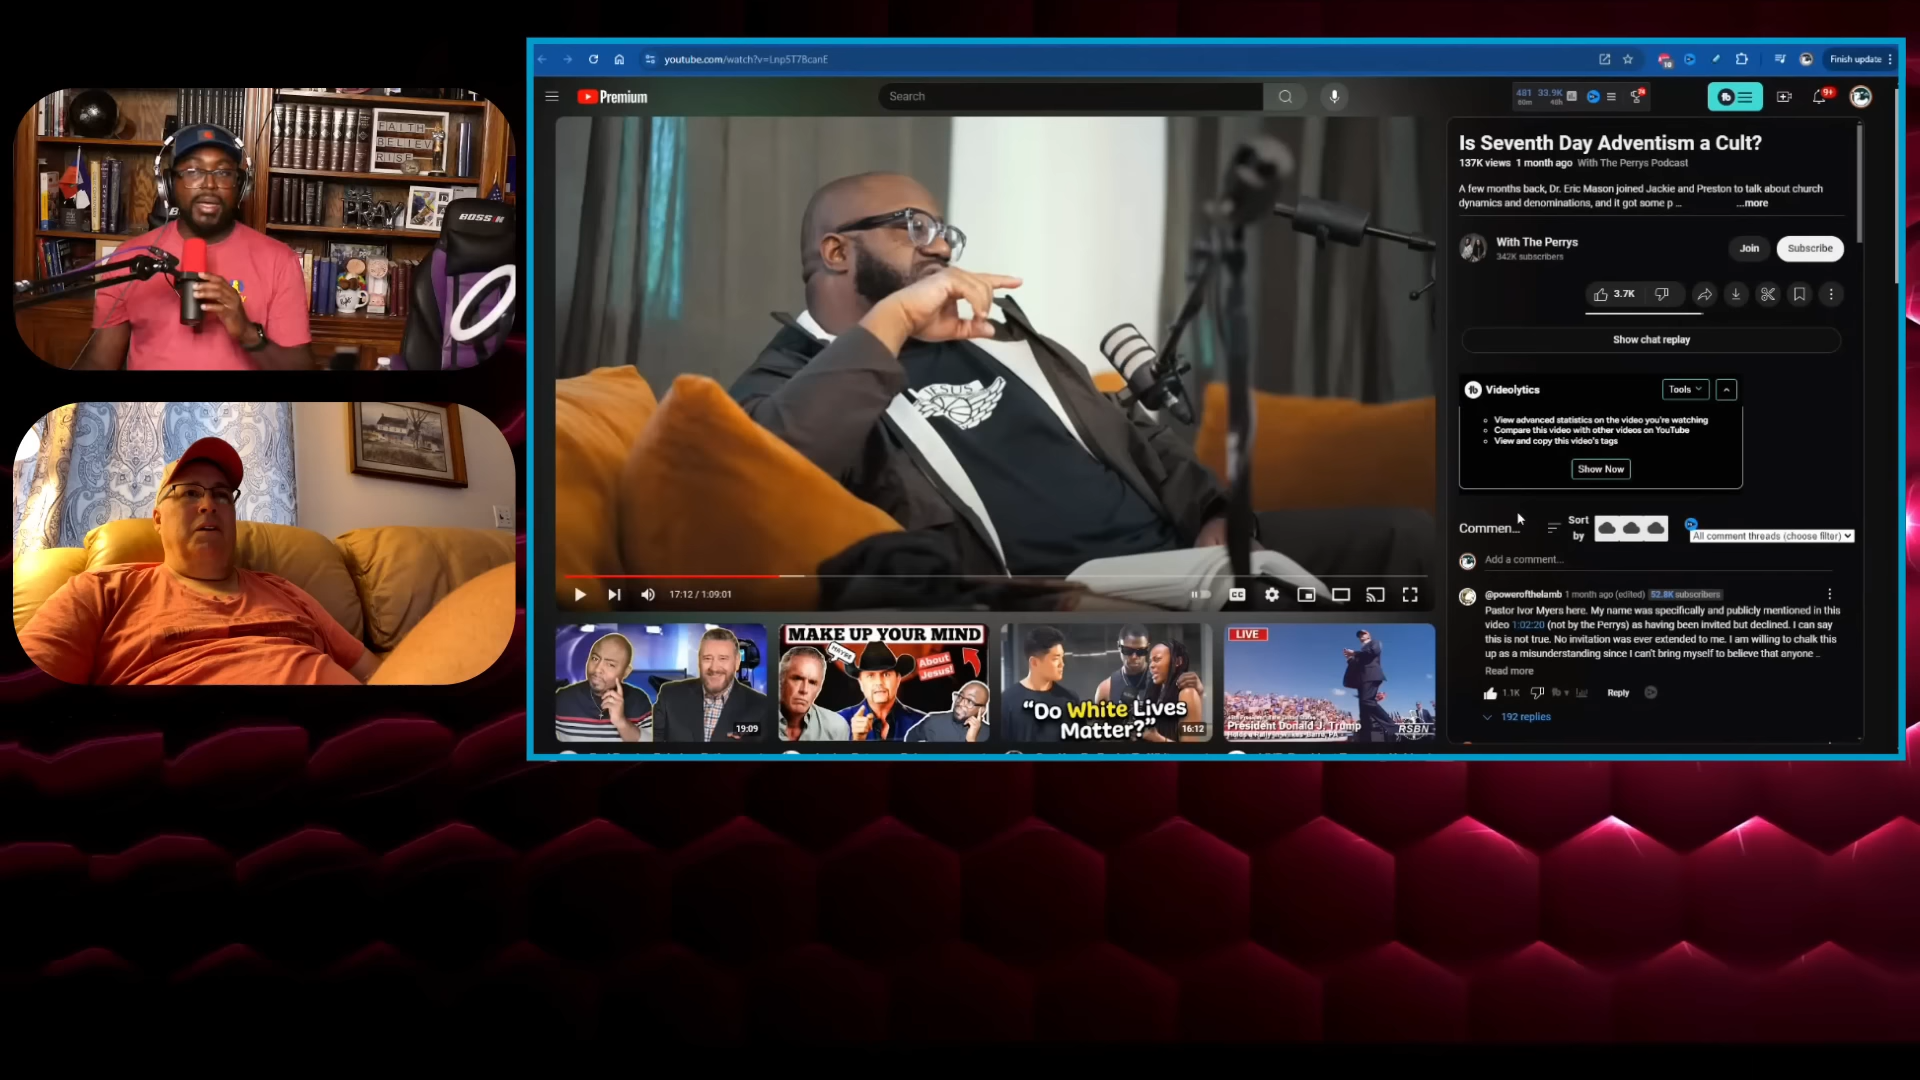 FAITH
BELIEV
RISE
BOSS
youtube.com/watch?v=Lnp5T7BcanE
Finish update
Premium
Search
481 33.9K
60m 48h
9+
JESUS
17:12 / 1:09:01
Is Seventh Day Adventism a Cult?
137K views 1 month ago With The Perrys Podcast
A few months back, Dr. Eric Mason joined Jackie and Preston to talk about church
dynamics and denominations, and it got some p ... ...more
With The Perrys
342K subscribers
Join
Subscribe
3.7K
Show chat replay
Videolytics
Tools
View advanced statistics on the video you're watching
Compare this video with other videos on YouTube
View and copy this video's tags
Show Now
Commen...
Sort
by
All comment threads (choose filter)
Add a comment...
@powerofthelamb 1 month ago (edited) 52.8K subscribers
Pastor Ivor Myers here. My name was specifically and publicly mentioned in this
video 1:02:20 (not by the Perrys) as having been invited but declined. I can say
this is not true. No invitation was ever extended to me. I am willing to chalk this
up as a misunderstanding since I can't bring myself to believe that anyone ...
Read more
1.1K
Reply
192 replies
19:09
MAKE UP YOUR MIND
MAYBE
About
Jesus!
"Do White Lives
Matter?"
16:12
LIVE
President Donald J. Trump
RSBN